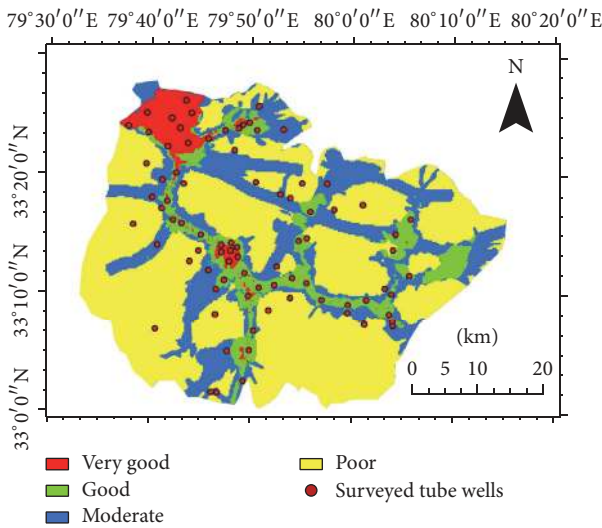 79°30′0″E 79°40′0″E 79°50′0″E 80°0′0″E 80°10′0″E 80°20′0″E
N
33°20′0″N
33°10′0″N
33°0′0″N
(km)
0 5 10 20
Very good
Good
Moderate
Poor
Surveyed tube wells